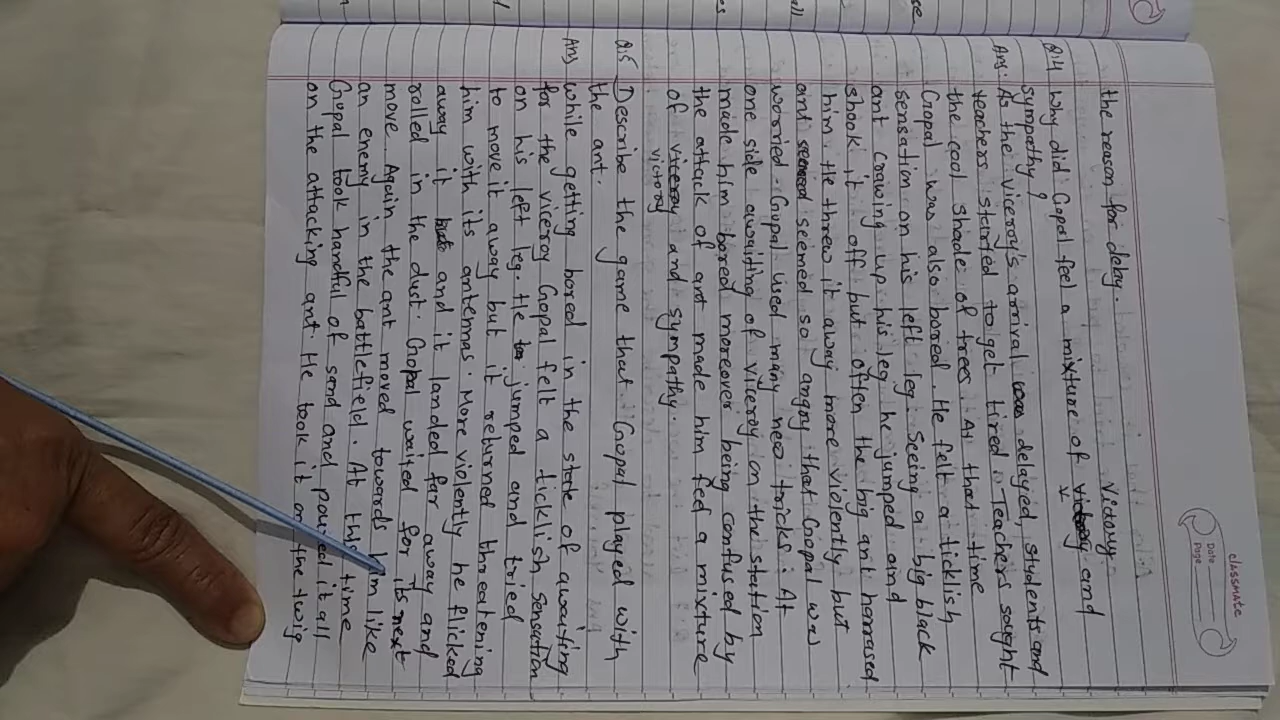 classmate
Date
Page
the reason for delay.
victory
Q.4 Why did Gopal feel a mixture of and
sympathy?
Ans. As the viceroy's arrival was delayed, students and
teachers started to get tired. Teachers sought
the cool shade of trees. At that time
Gopal was also bored. He felt a ticklish
sensation on his left leg. Seeing a big black
ant crawing up his leg he jumped and
shook it off but often the big ant harrased
him. He threw it away more violently but
and seemed so angry that Gopal was
worried. Gopal used many new tricks. At
one side awaiting of viceroy on the station
made him bored moreover being confused by
the attack of ant made him feel a mixture
of and sympathy.
victory
Q.5 Describe the game that Gopal played with
the ant.
Ans while getting bored in the state of awaiting
for the viceroy Gopal felt a ticklish sensation
on his left leg. He jumped and tried
to move it away but it returned threatening
him with its antennas. More violently he flicked
away it and it landed far away and
rolled in the dust. Gopal waited for its next
move. Again the ant moved towards him like
an enemy in the battlefield. At this time
Gopal took handful of sand and poured it all
on the attacking ant. He took it on the twig